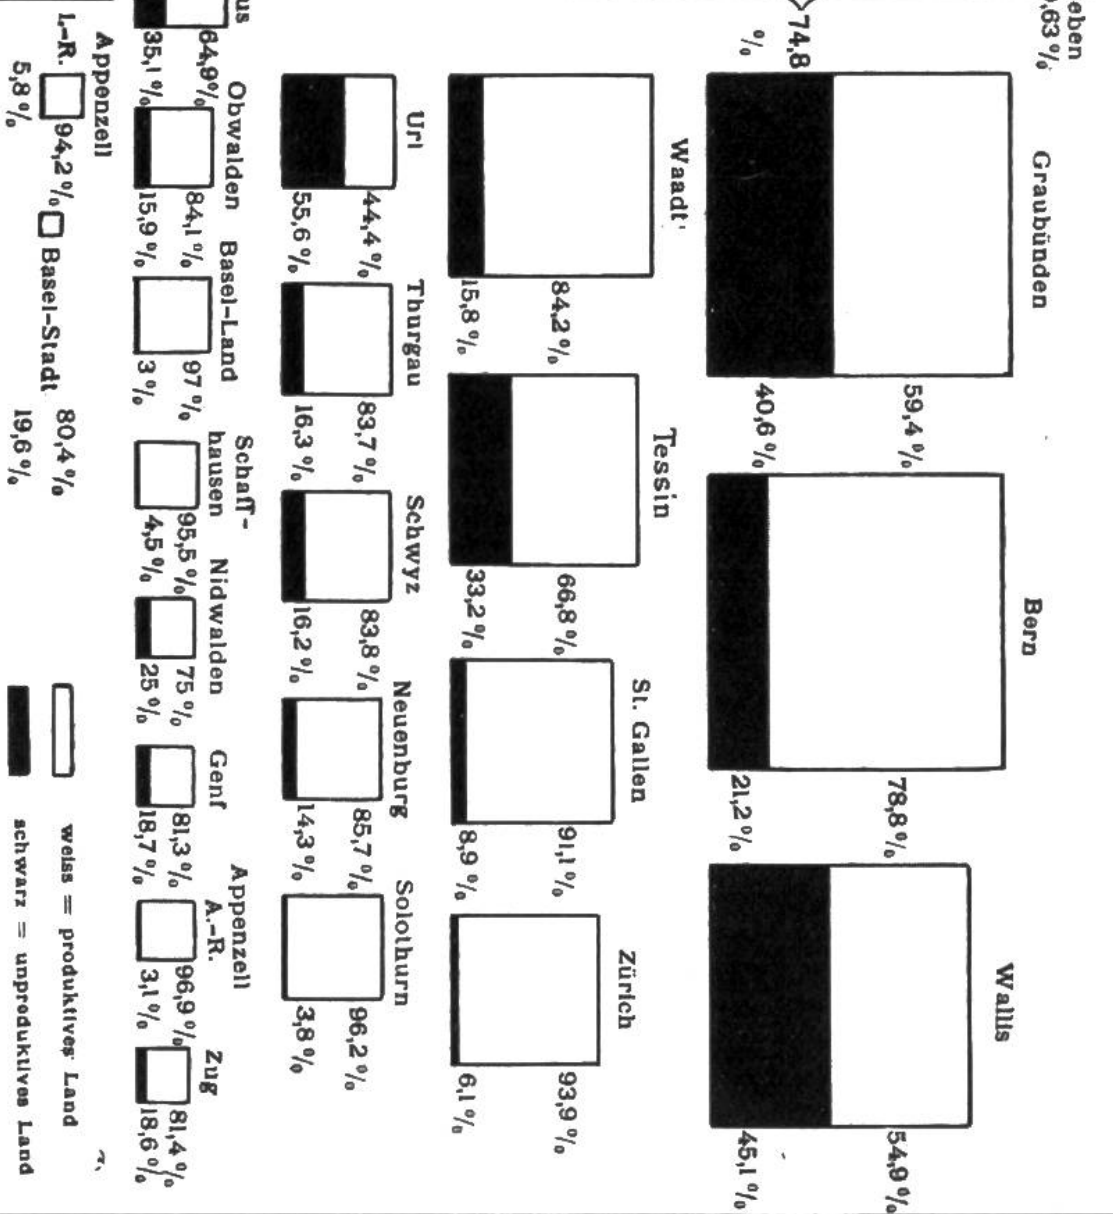 eben
,63 %
74,8
%
Graubünden
59,4 %
40,6 %
Bern
78,8 %
21,2 %
Wallis
54,9 %
45,1 %
Waadt
84,2 %
15,8 %
Tessin
66,8 %
33,2 %
St. Gallen
91,1 %
8,9 %
Zürich
93,9 %
6,1 %
Uri
44,4 %
55,6 %
Thurgau
83,7 %
16,3 %
Schwyz
83,8 %
16,2 %
Neuenburg
85,7 %
14,3 %
Solothurn
96,2 %
3,8 %
us
64,9 %
35,1 %
Obwalden
84,1 %
15,9 %
Basel-Land
97 %
3 %
Schaff-
hausen
95,5 %
4,5 %
Nidwalden
75 %
25 %
Genf
81,3 %
18,7 %
Appenzell
A.-R.
96,9 %
3,1 %
Zug
81,4 %
18,6 %
Appenzell
I.-R.
94,2 %
5,8 %
Basel-Stadt
80,4 %
19,6 %
weiss = produktives Land
schwarz = unproduktives Land